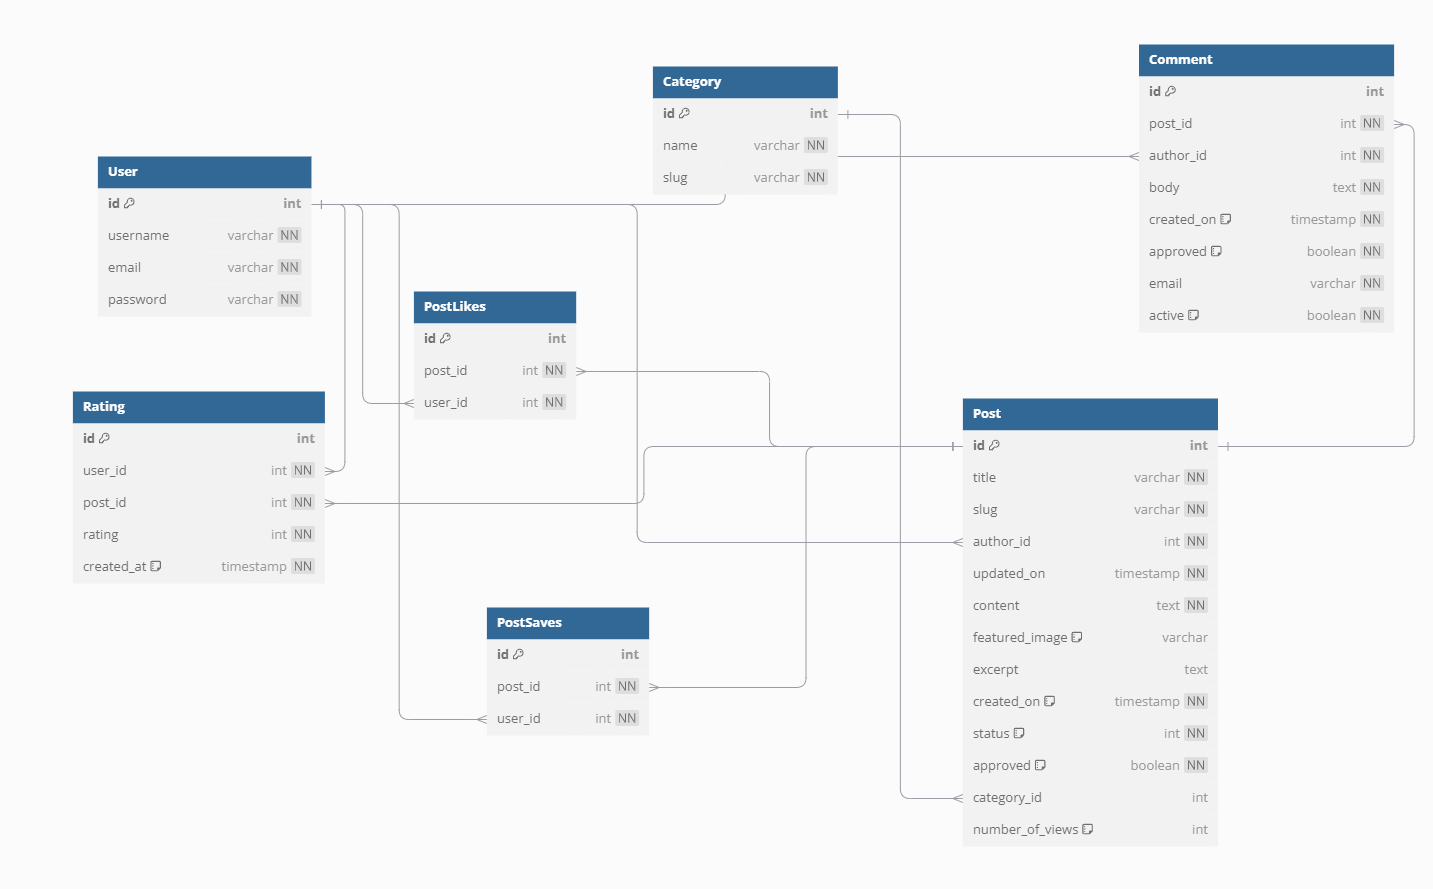 Category
id int
name varchar NN
slug varchar NN
Comment
id int
post_id int NN
author_id int NN
body text NN
created_on timestamp NN
approved boolean NN
email varchar NN
active boolean NN
User
id int
username varchar NN
email varchar NN
password varchar NN
PostLikes
id int
post_id int NN
user_id int NN
Rating
id int
user_id int NN
post_id int NN
rating int NN
created_at timestamp NN
Post
id int
title varchar NN
slug varchar NN
author_id int NN
updated_on timestamp NN
content text NN
featured_image varchar
excerpt text
created_on timestamp NN
status int NN
approved boolean NN
category_id int
number_of_views int
PostSaves
id int
post_id int NN
user_id int NN